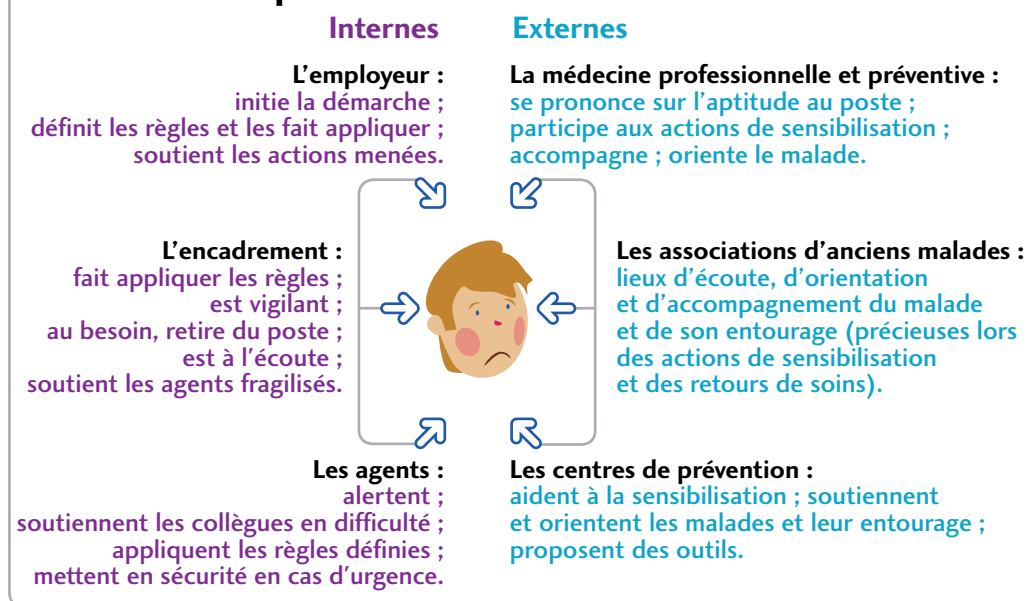 Internes
L'employeur :
initie la démarche ;
définit les règles et les fait appliquer ;
soutient les actions menées.
L'encadrement :
fait appliquer les règles ;
est vigilant ;
au besoin, retire du poste ;
est à l'écoute ;
soutient les agents fragilisés.
Les agents :
alertent ;
soutiennent les collègues en difficulté ;
appliquent les règles définies ;
mettent en sécurité en cas d'urgence.
Externes
La médecine professionnelle et préventive :
se prononce sur l'aptitude au poste ;
participe aux actions de sensibilisation ;
accompagne ; oriente le malade.
Les associations d'anciens malades :
lieux d'écoute, d'orientation
et d'accompagnement du malade
et de son entourage (précieuses lors
des actions de sensibilisation
et des retours de soins).
Les centres de prévention :
aident à la sensibilisation ; soutiennent
et orientent les malades et leur entourage ;
proposent des outils.